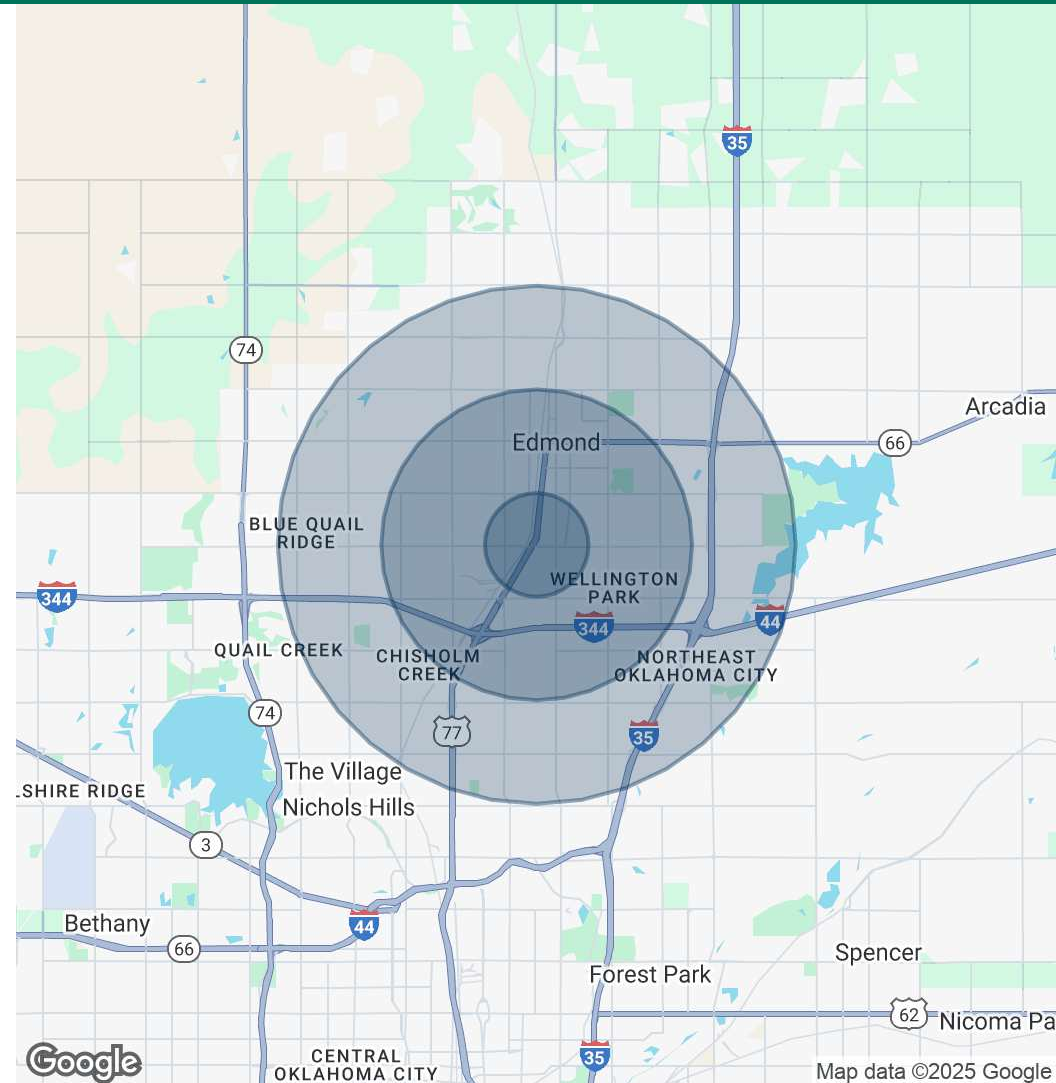 35
74
Arcadia
Edmond
66
BLUE QUAIL
RIDGE
WELLINGTON
PARK
344
344
44
QUAIL CREEK
CHISHOLM
CREEK
NORTHEAST
OKLAHOMA CITY
74
77
35
The Village
LSHIRE RIDGE
Nichols Hills
3
Bethany
44
66
Spencer
Forest Park
62
Nicoma Pa
35
CENTRAL
OKLAHOMA CITY
Google
Map data ©2025 Google